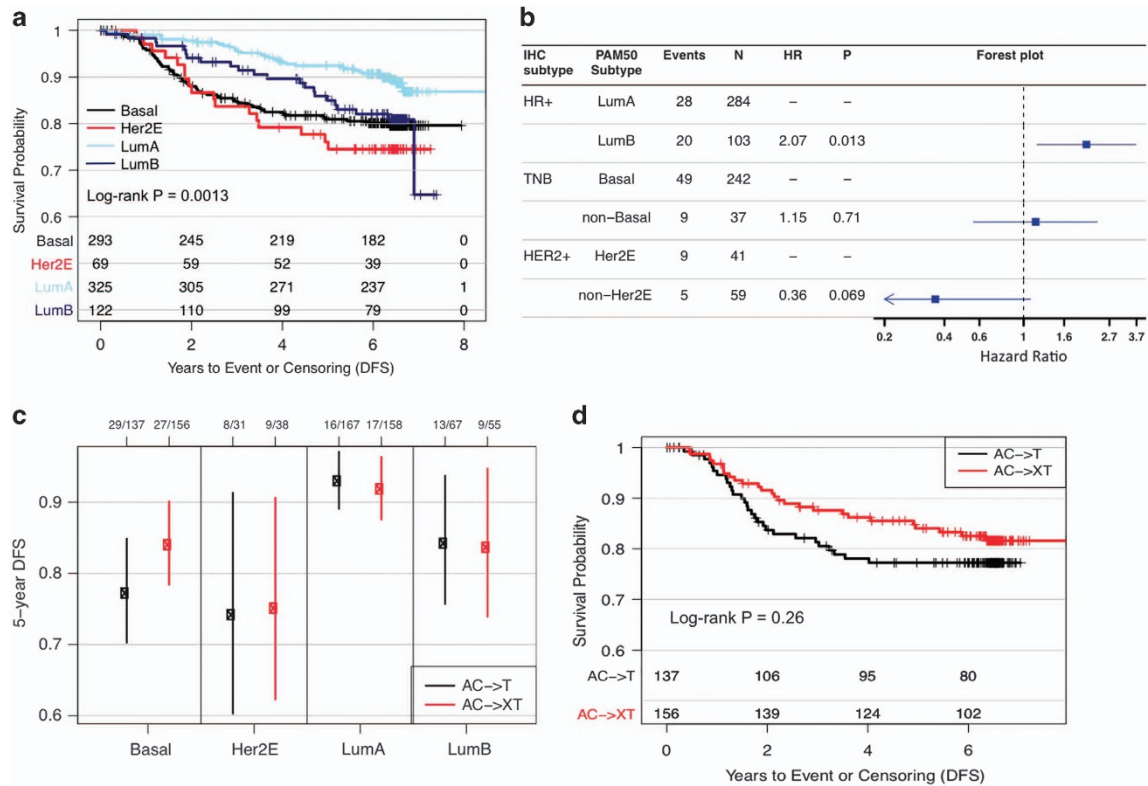 a
Survival Probability
1
0.9
0.8
0.7
0.6
Basal
Her2E
LumA
LumB
Log-rank P = 0.0013
Basal 293 245 219 182 0
Her2E 69 59 52 39 0
LumA 325 305 271 237 1
LumB 122 110 99 79 0
0 2 4 6 8
Years to Event or Censoring (DFS)
b
IHC subtype PAM50 Subtype Events N HR P Forest plot
HR+ LumA 28 284 – –
LumB 20 103 2.07 0.013
TNB Basal 49 242 – –
non–Basal 9 37 1.15 0.71
HER2+ Her2E 9 41 – –
non–Her2E 5 59 0.36 0.069
0.2 0.4 0.6 1 1.6 2.7 3.7
Hazard Ratio
c
29/137 27/156 8/31 9/38 16/167 17/158 13/67 9/55
5–year DFS
0.9
0.8
0.7
0.6
AC–>T
AC–>XT
Basal Her2E LumA LumB
d
Survival Probability
1
0.9
0.8
0.7
0.6
AC–>T
AC–>XT
Log-rank P = 0.26
AC–>T 137 106 95 80
AC–>XT 156 139 124 102
0 2 4 6
Years to Event or Censoring (DFS)